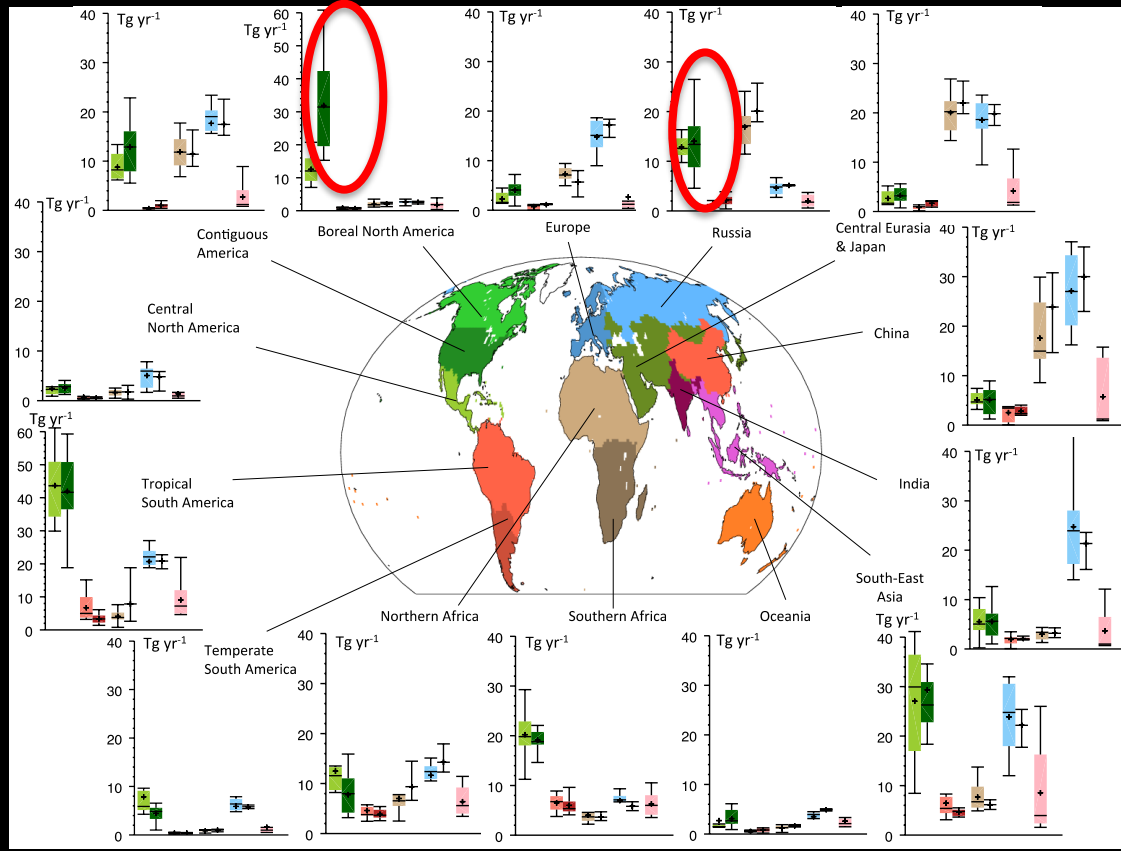 Tg yr-1
40
30
20
10
0
60
Tg yr-1
50
40
30
20
10
0
40
Tg yr-1
30
20
10
0
40
Tg yr-1
30
20
10
0
40
Tg yr-1
30
20
10
0
40
Tg yr-1
30
20
10
0
Contiguous
America
Boreal North America
Europe
Russia
Central Eurasia
& Japan
40
Tg yr-1
30
20
10
0
Central
North America
China
Tg yr-1
60
50
40
30
20
10
0
Tropical
South America
India
40
Tg yr-1
30
20
10
0
South-East
Asia
Northern Africa
Southern Africa
Oceania
Temperate
South America
40
Tg yr-1
30
20
10
0
40
Tg yr-1
30
20
10
0
40
Tg yr-1
30
20
10
0
40
Tg yr-1
30
20
10
0
Tg yr-1
40
30
20
10
0